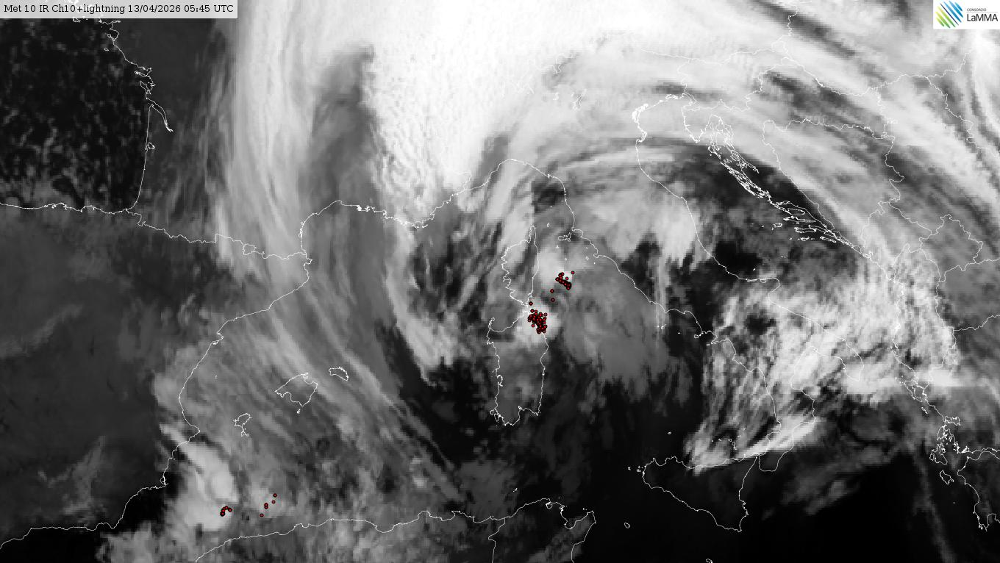 Met 10 IR Ch10+lightning 13/04/2026 05:45 UTC
CONSORZIO
LaMMA